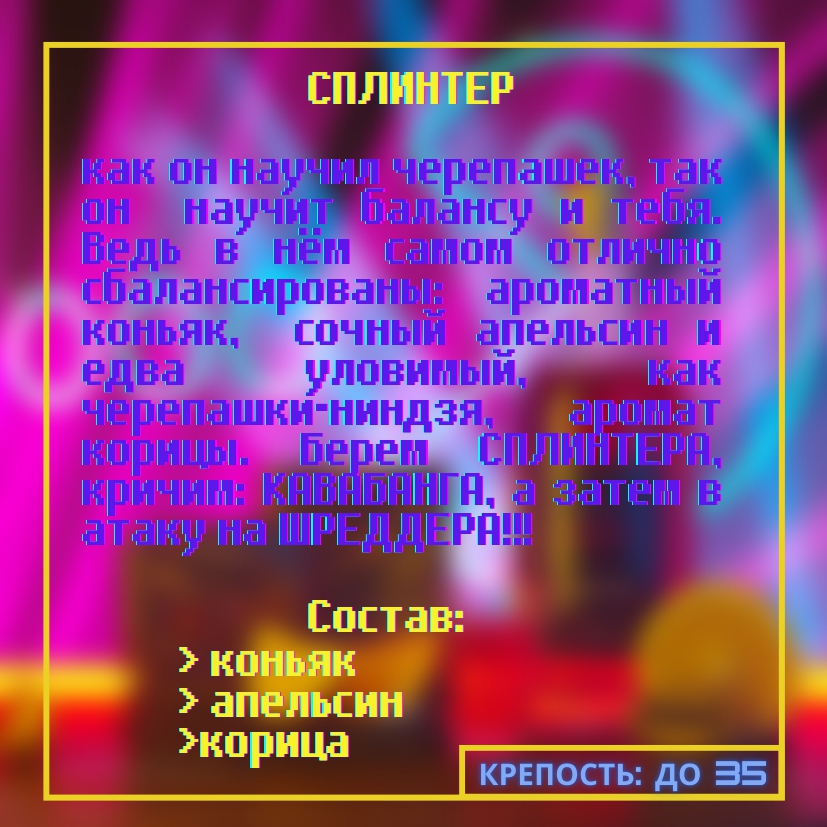 СПЛИНТЕР
как он научил черепашек, так
он научит балансу и тебя.
Ведь в нём самом отлично
сбалансированы: ароматный
коньяк, сочный апельсин и
едва уловимый, как
черепашки-ниндзя, аромат
корицы. Берем СПЛИНТЕРА,
кричим: КАВАБАНГА, а затем в
атаку на ШРЕДДЕРА!!!
Состав:
> коньяк
> апельсин
>корица
КРЕПОСТЬ: ДО 35